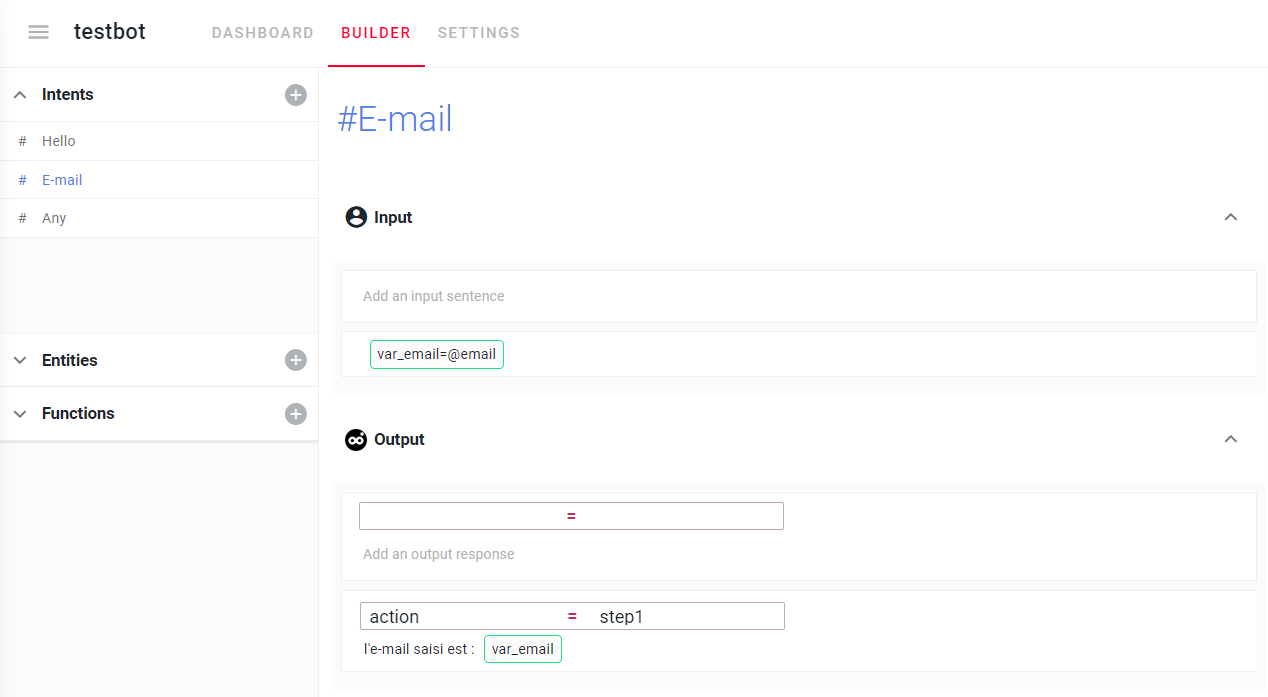 testbot DASHBOARD BUILDER SETTINGS
Intents
# Hello
# E-mail
# Any
Entities
Functions
#E-mail
Input
Add an input sentence
var_email=@email
Output
=
Add an output response
action = step1
l'e-mail saisi est : var_email